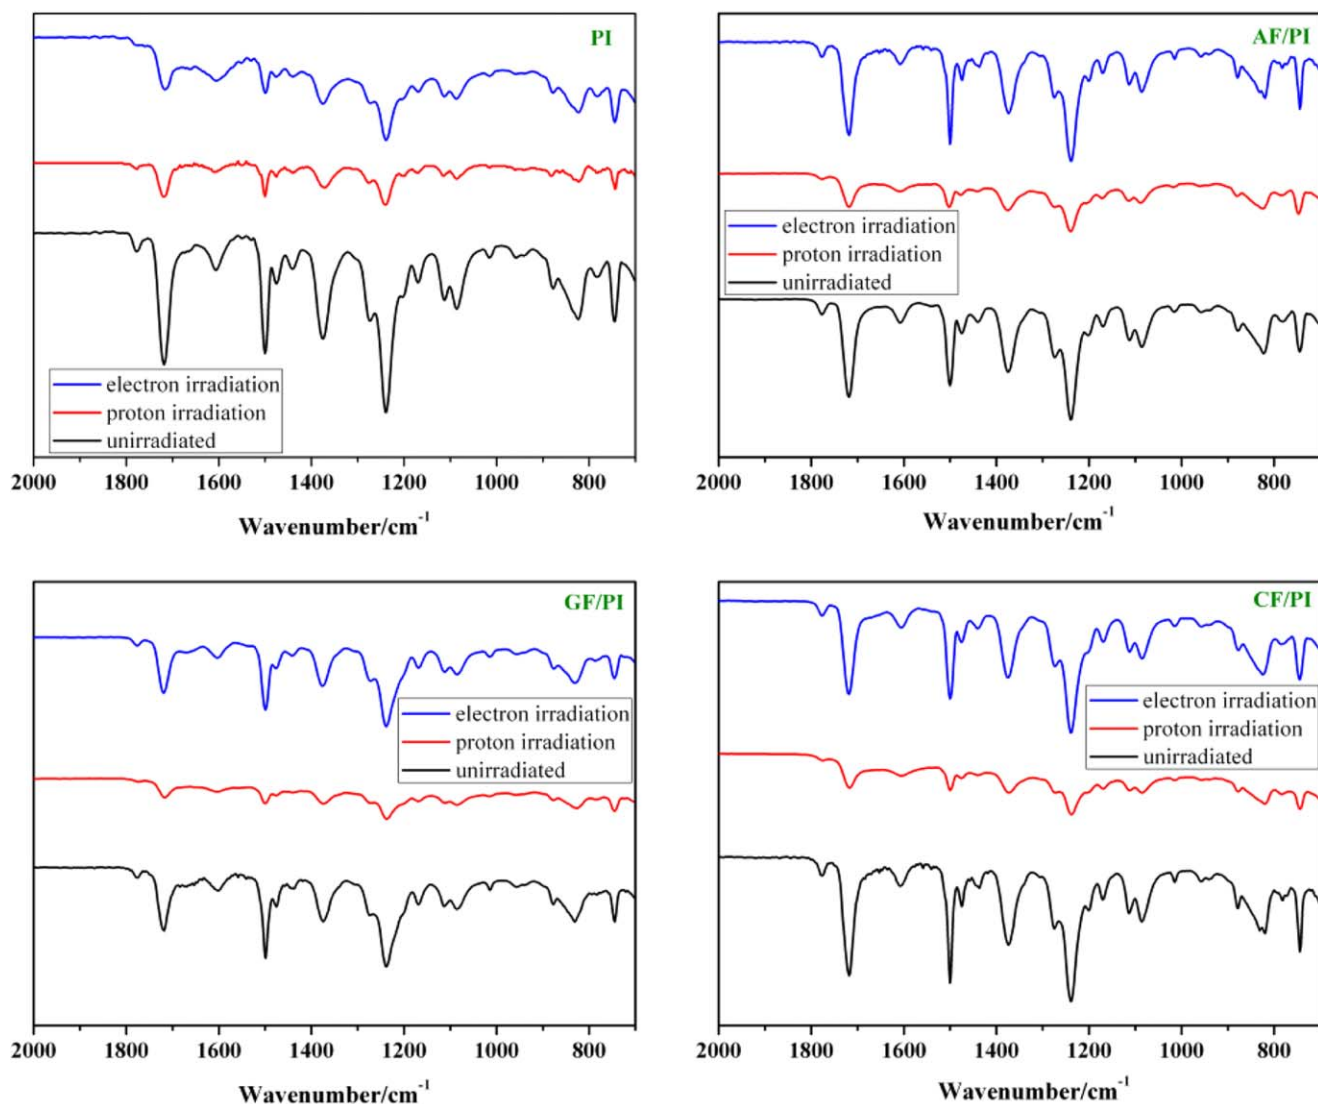 PI
electron irradiation
proton irradiation
unirradiated
2000 1800 1600 1400 1200 1000 800
Wavenumber/cm⁻¹
AF/PI
electron irradiation
proton irradiation
unirradiated
2000 1800 1600 1400 1200 1000 800
Wavenumber/cm⁻¹
GF/PI
electron irradiation
proton irradiation
unirradiated
2000 1800 1600 1400 1200 1000 800
Wavenumber/cm⁻¹
CF/PI
electron irradiation
proton irradiation
unirradiated
2000 1800 1600 1400 1200 1000 800
Wavenumber/cm⁻¹